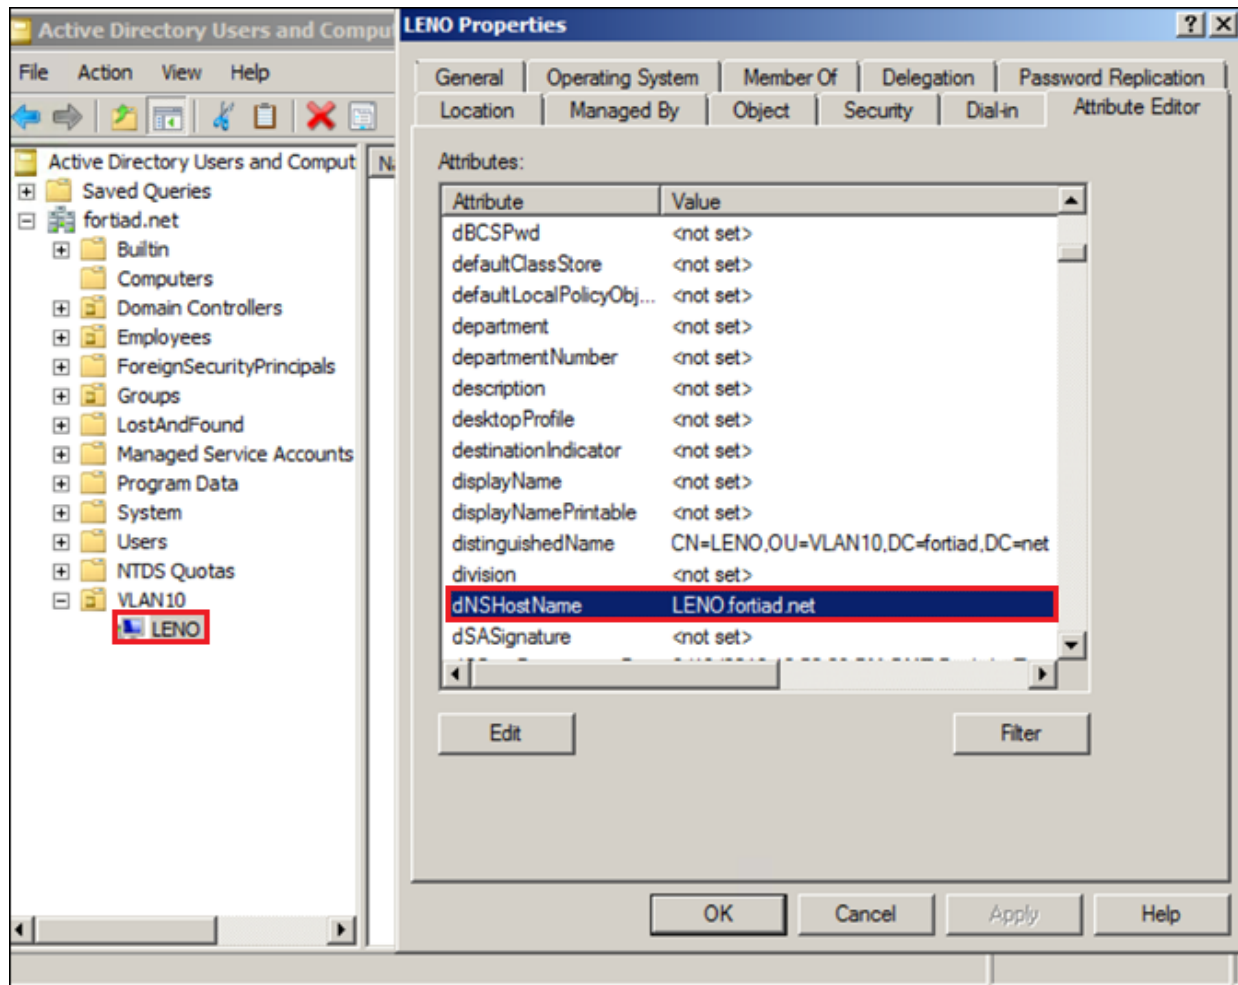 Active Directory Users and Compu
File Action View Help
Active Directory Users and Comput
Saved Queries
fortiad.net
Builtin
Computers
Domain Controllers
Employees
ForeignSecurityPrincipals
Groups
LostAndFound
Managed Service Accounts
Program Data
System
Users
NTDS Quotas
VLAN10
LENO
LENO Properties
General Operating System Member Of Delegation Password Replication
Location Managed By Object Security Dial-in Attribute Editor
Attributes:
Attribute Value
dBCSPwd <not set>
defaultClassStore <not set>
defaultLocalPolicyObj... <not set>
department <not set>
departmentNumber <not set>
description <not set>
desktopProfile <not set>
destinationIndicator <not set>
displayName <not set>
displayNamePrintable <not set>
distinguishedName CN=LENO,OU=VLAN10,DC=fortiad,DC=net
division <not set>
dNSHostName LENO.fortiad.net
dSASignature <not set>
Edit Filter
OK Cancel Apply Help